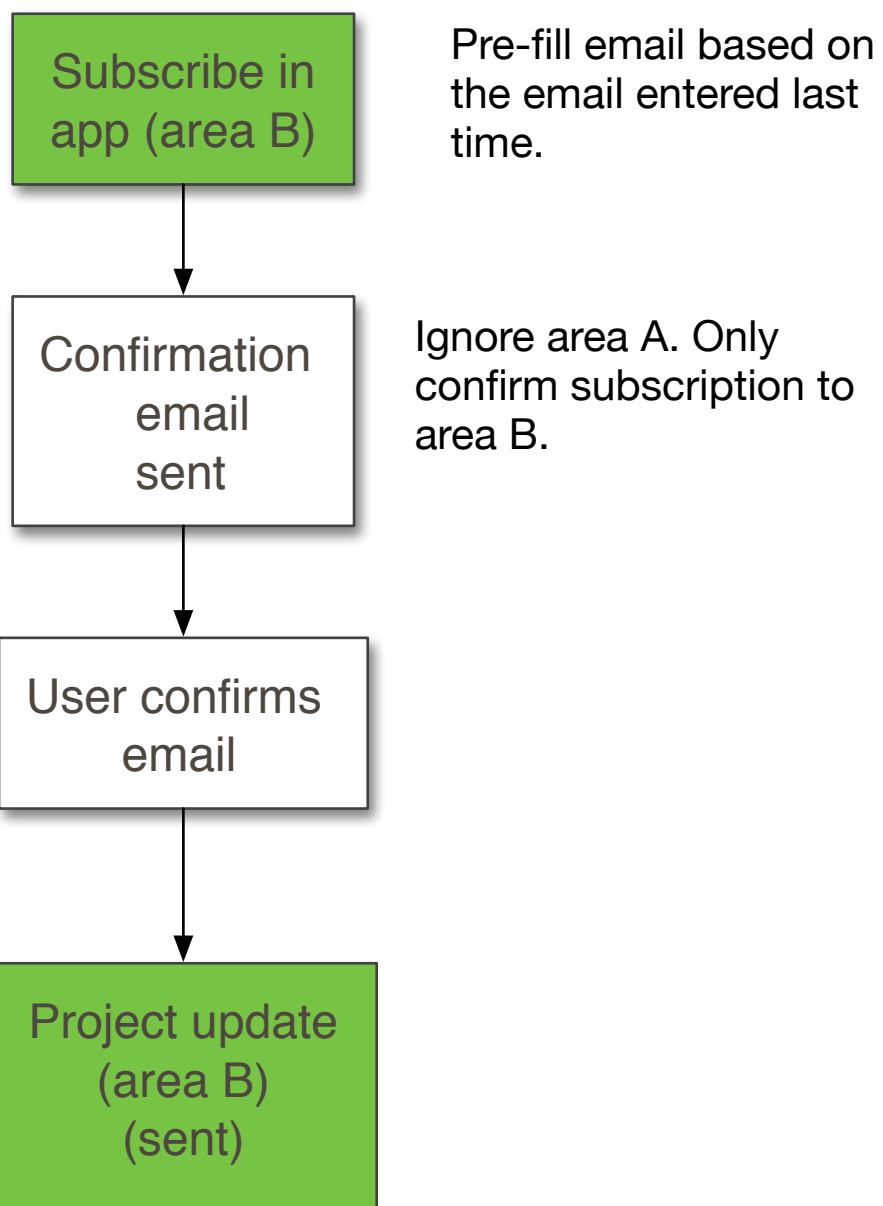 Subscribe in
app (area B)
Pre-fill email based on
the email entered last
time.
Confirmation
email
sent
Ignore area A. Only
confirm subscription to
area B.
User confirms
email
Project update
(area B)
(sent)